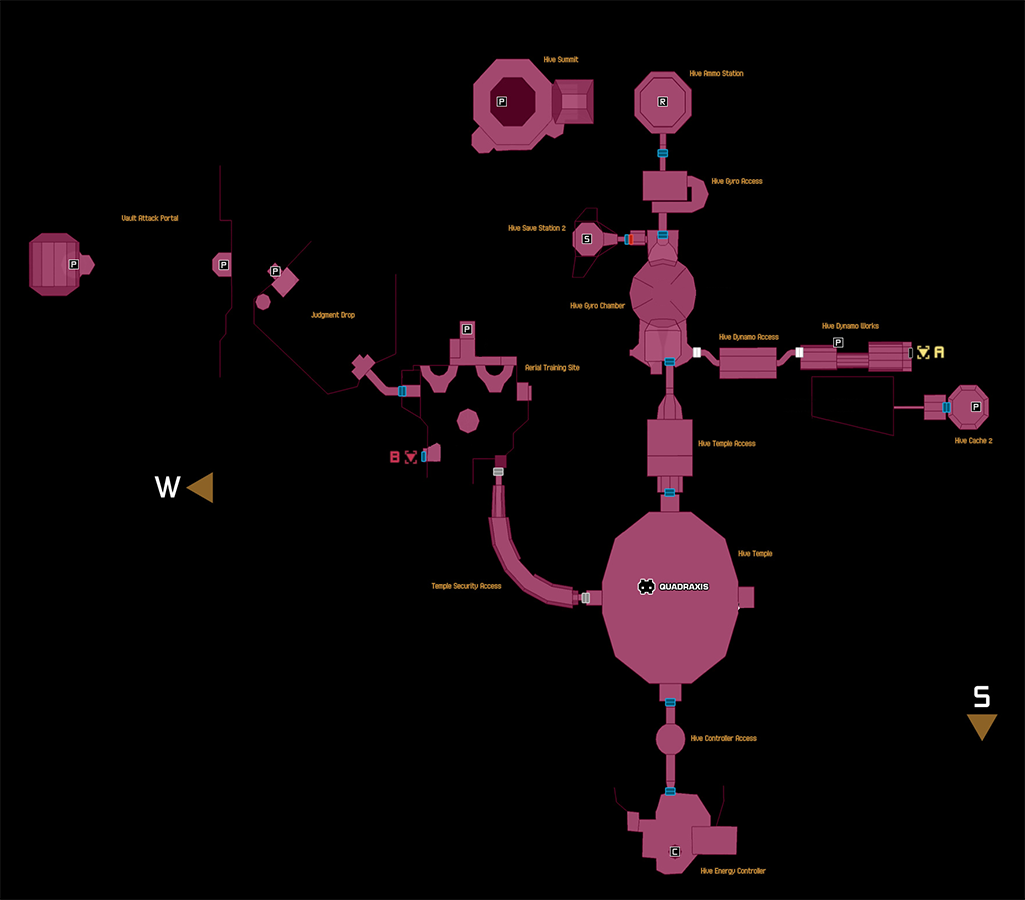 Hive Summit
P
Hive Ammo Station
R
Hive Gyro Access
Vault Attack Portal
Hive Save Station 2
S
P
P
P
Hive Gyro Chamber
Judgment Drop
Hive Dynamo Works
P
Hive Dynamo Access
A
P
Aerial Training Site
P
Hive Cache 2
Hive Temple Access
B
W
Hive Temple
Temple Security Access
QUADRAXIS
S
Hive Controller Access
C
Hive Energy Controller